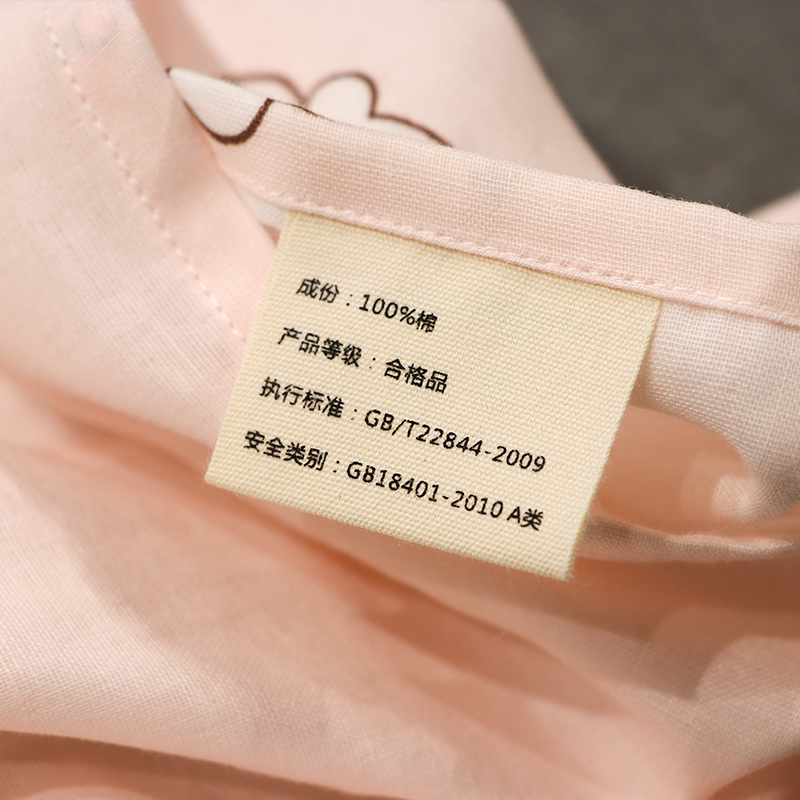 成份：100%棉
产品等级：合格品
执行标准：GB/T22844-2009
安全类别：GB18401-2010 A类